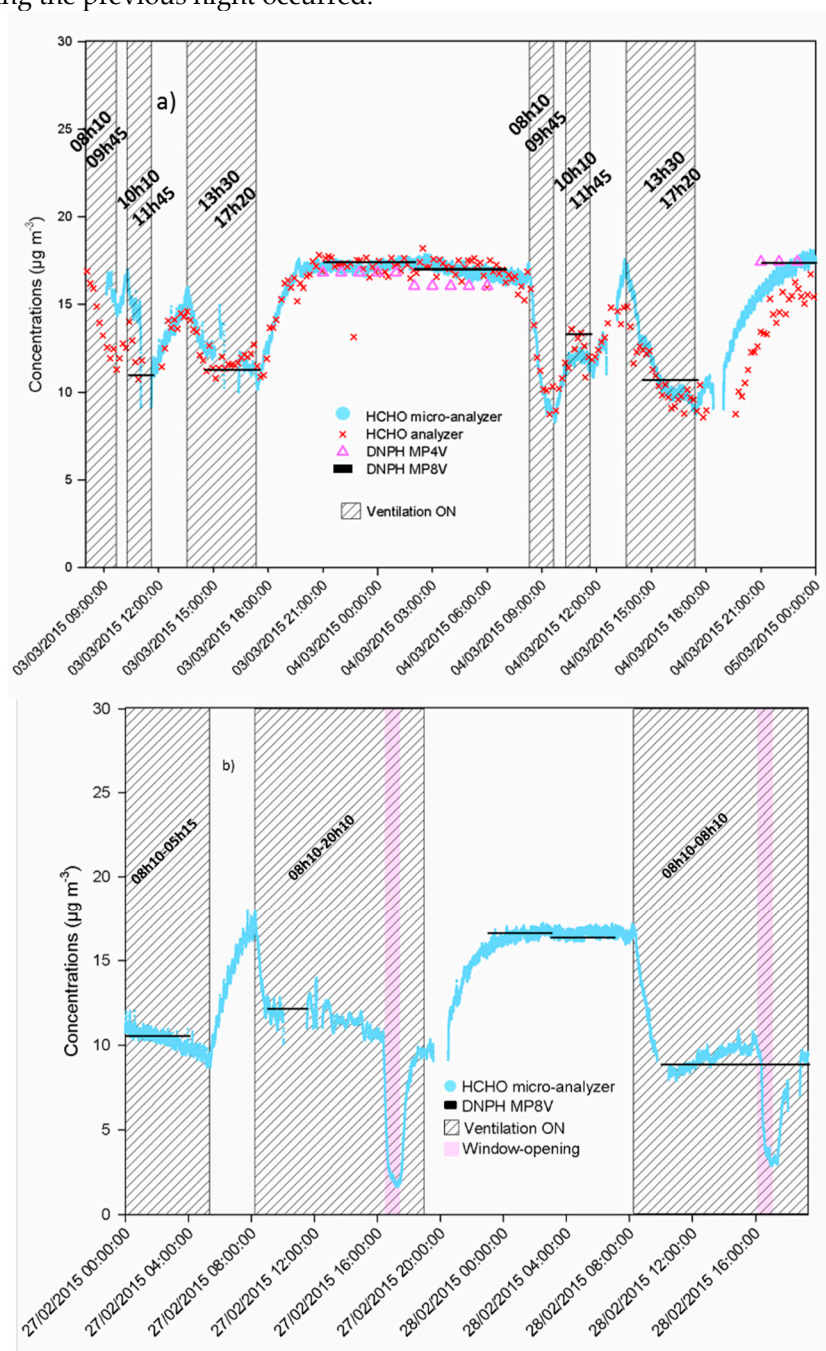 ing the previous night occurred.
30
25
20
15
10
5
0
Concentrations (µg m-3)
a)
08h10
09h45
10h10
11h45
13h30
17h20
08h10
09h45
10h10
11h45
13h30
17h20
HCHO micro-analyzer
HCHO analyzer
DNPH MP4V
DNPH MP8V
Ventilation ON
03/03/2015 09:00:00
03/03/2015 12:00:00
03/03/2015 15:00:00
03/03/2015 18:00:00
03/03/2015 21:00:00
04/03/2015 00:00:00
04/03/2015 03:00:00
04/03/2015 06:00:00
04/03/2015 09:00:00
04/03/2015 12:00:00
04/03/2015 15:00:00
04/03/2015 18:00:00
04/03/2015 21:00:00
05/03/2015 00:00:00
30
25
20
15
10
5
0
Concentrations (µg m-3)
b)
08h10-05h15
08h10-20h10
08h10-08h10
HCHO micro-analyzer
DNPH MP8V
Ventilation ON
Window-opening
27/02/2015 00:00:00
27/02/2015 04:00:00
27/02/2015 08:00:00
27/02/2015 12:00:00
27/02/2015 16:00:00
27/02/2015 20:00:00
28/02/2015 00:00:00
28/02/2015 04:00:00
28/02/2015 08:00:00
28/02/2015 12:00:00
28/02/2015 16:00:00